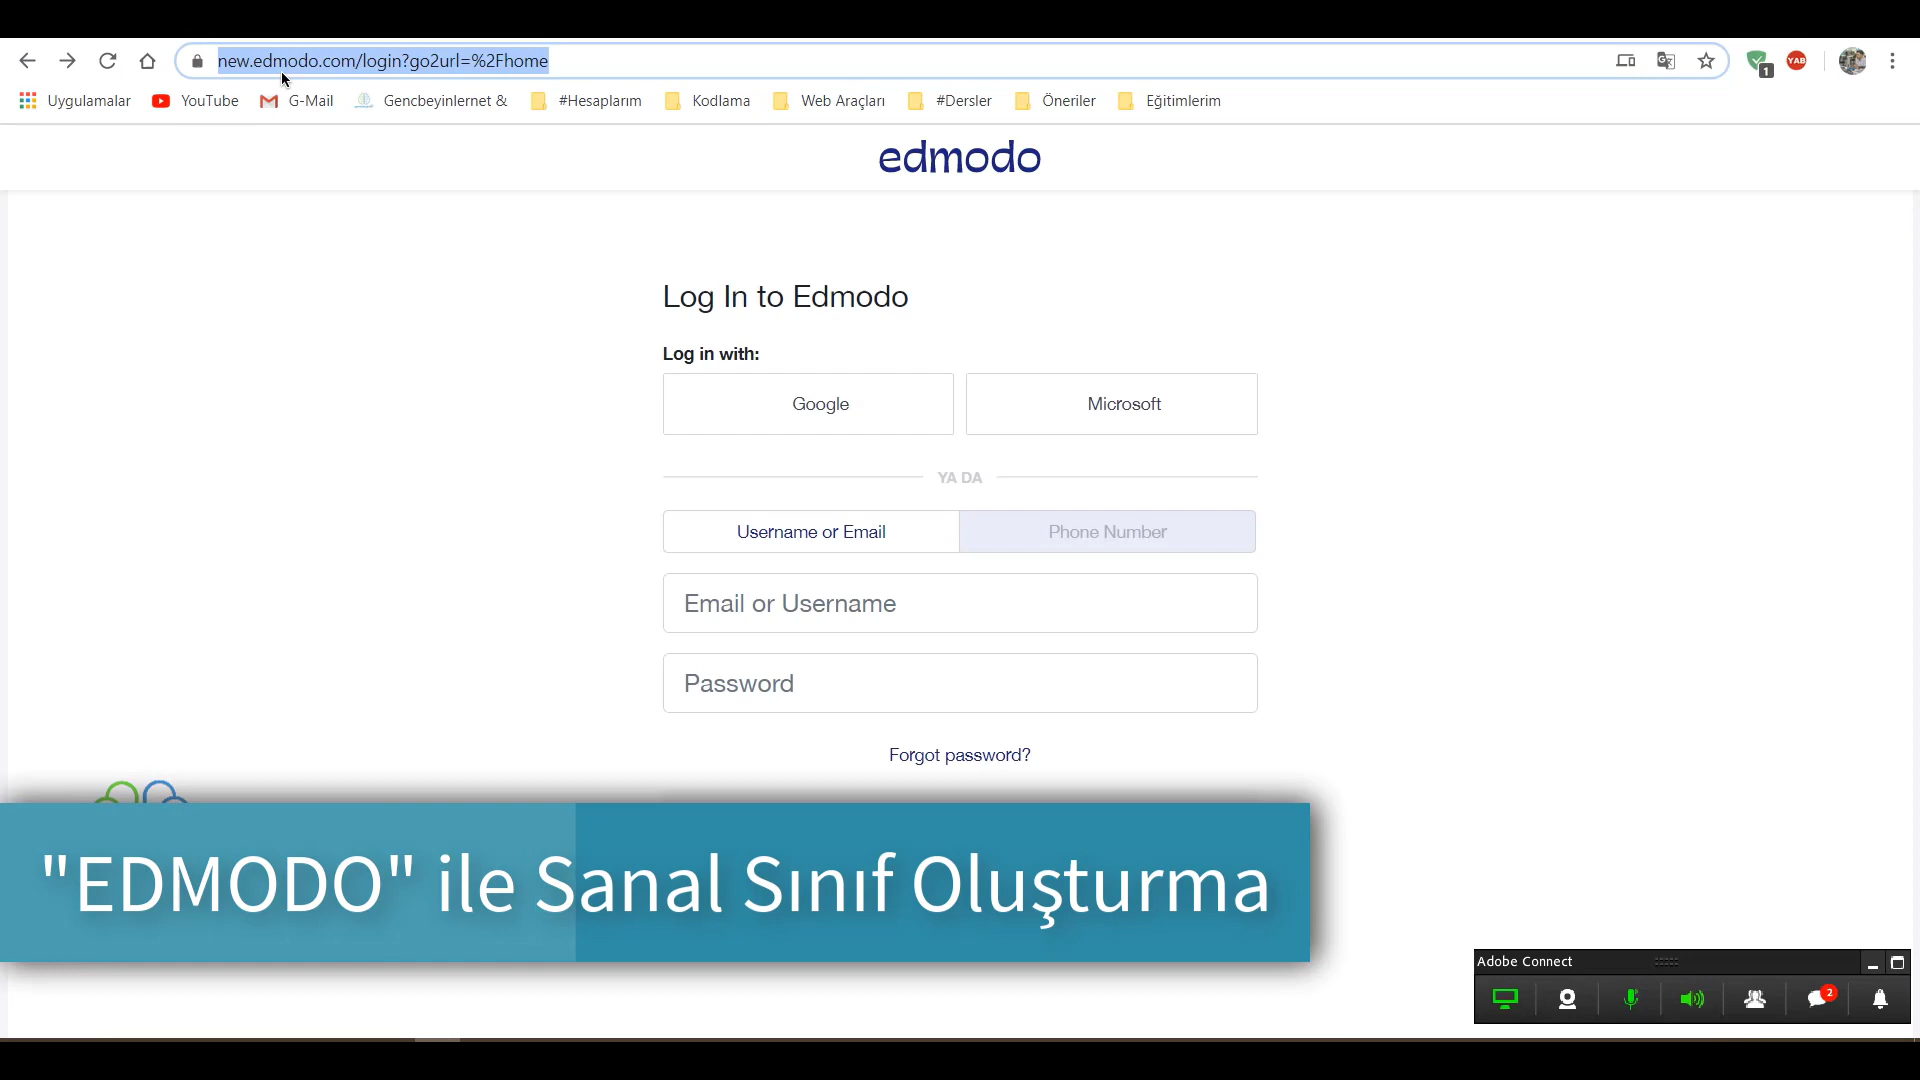 new.edmodo.com/login?go2url=%2Fhome
1
YAB
Uygulamalar YouTube G-Mail Gencbeyinlernet & #Hesaplarım Kodlama Web Araçları #Dersler Öneriler Eğitimlerim
edmodo
Log In to Edmodo
Log in with:
Google Microsoft
YA DA
Username or Email Phone Number
Email or Username
Password
Forgot password?
"EDMODO" ile Sanal Sınıf Oluşturma
Adobe Connect
2